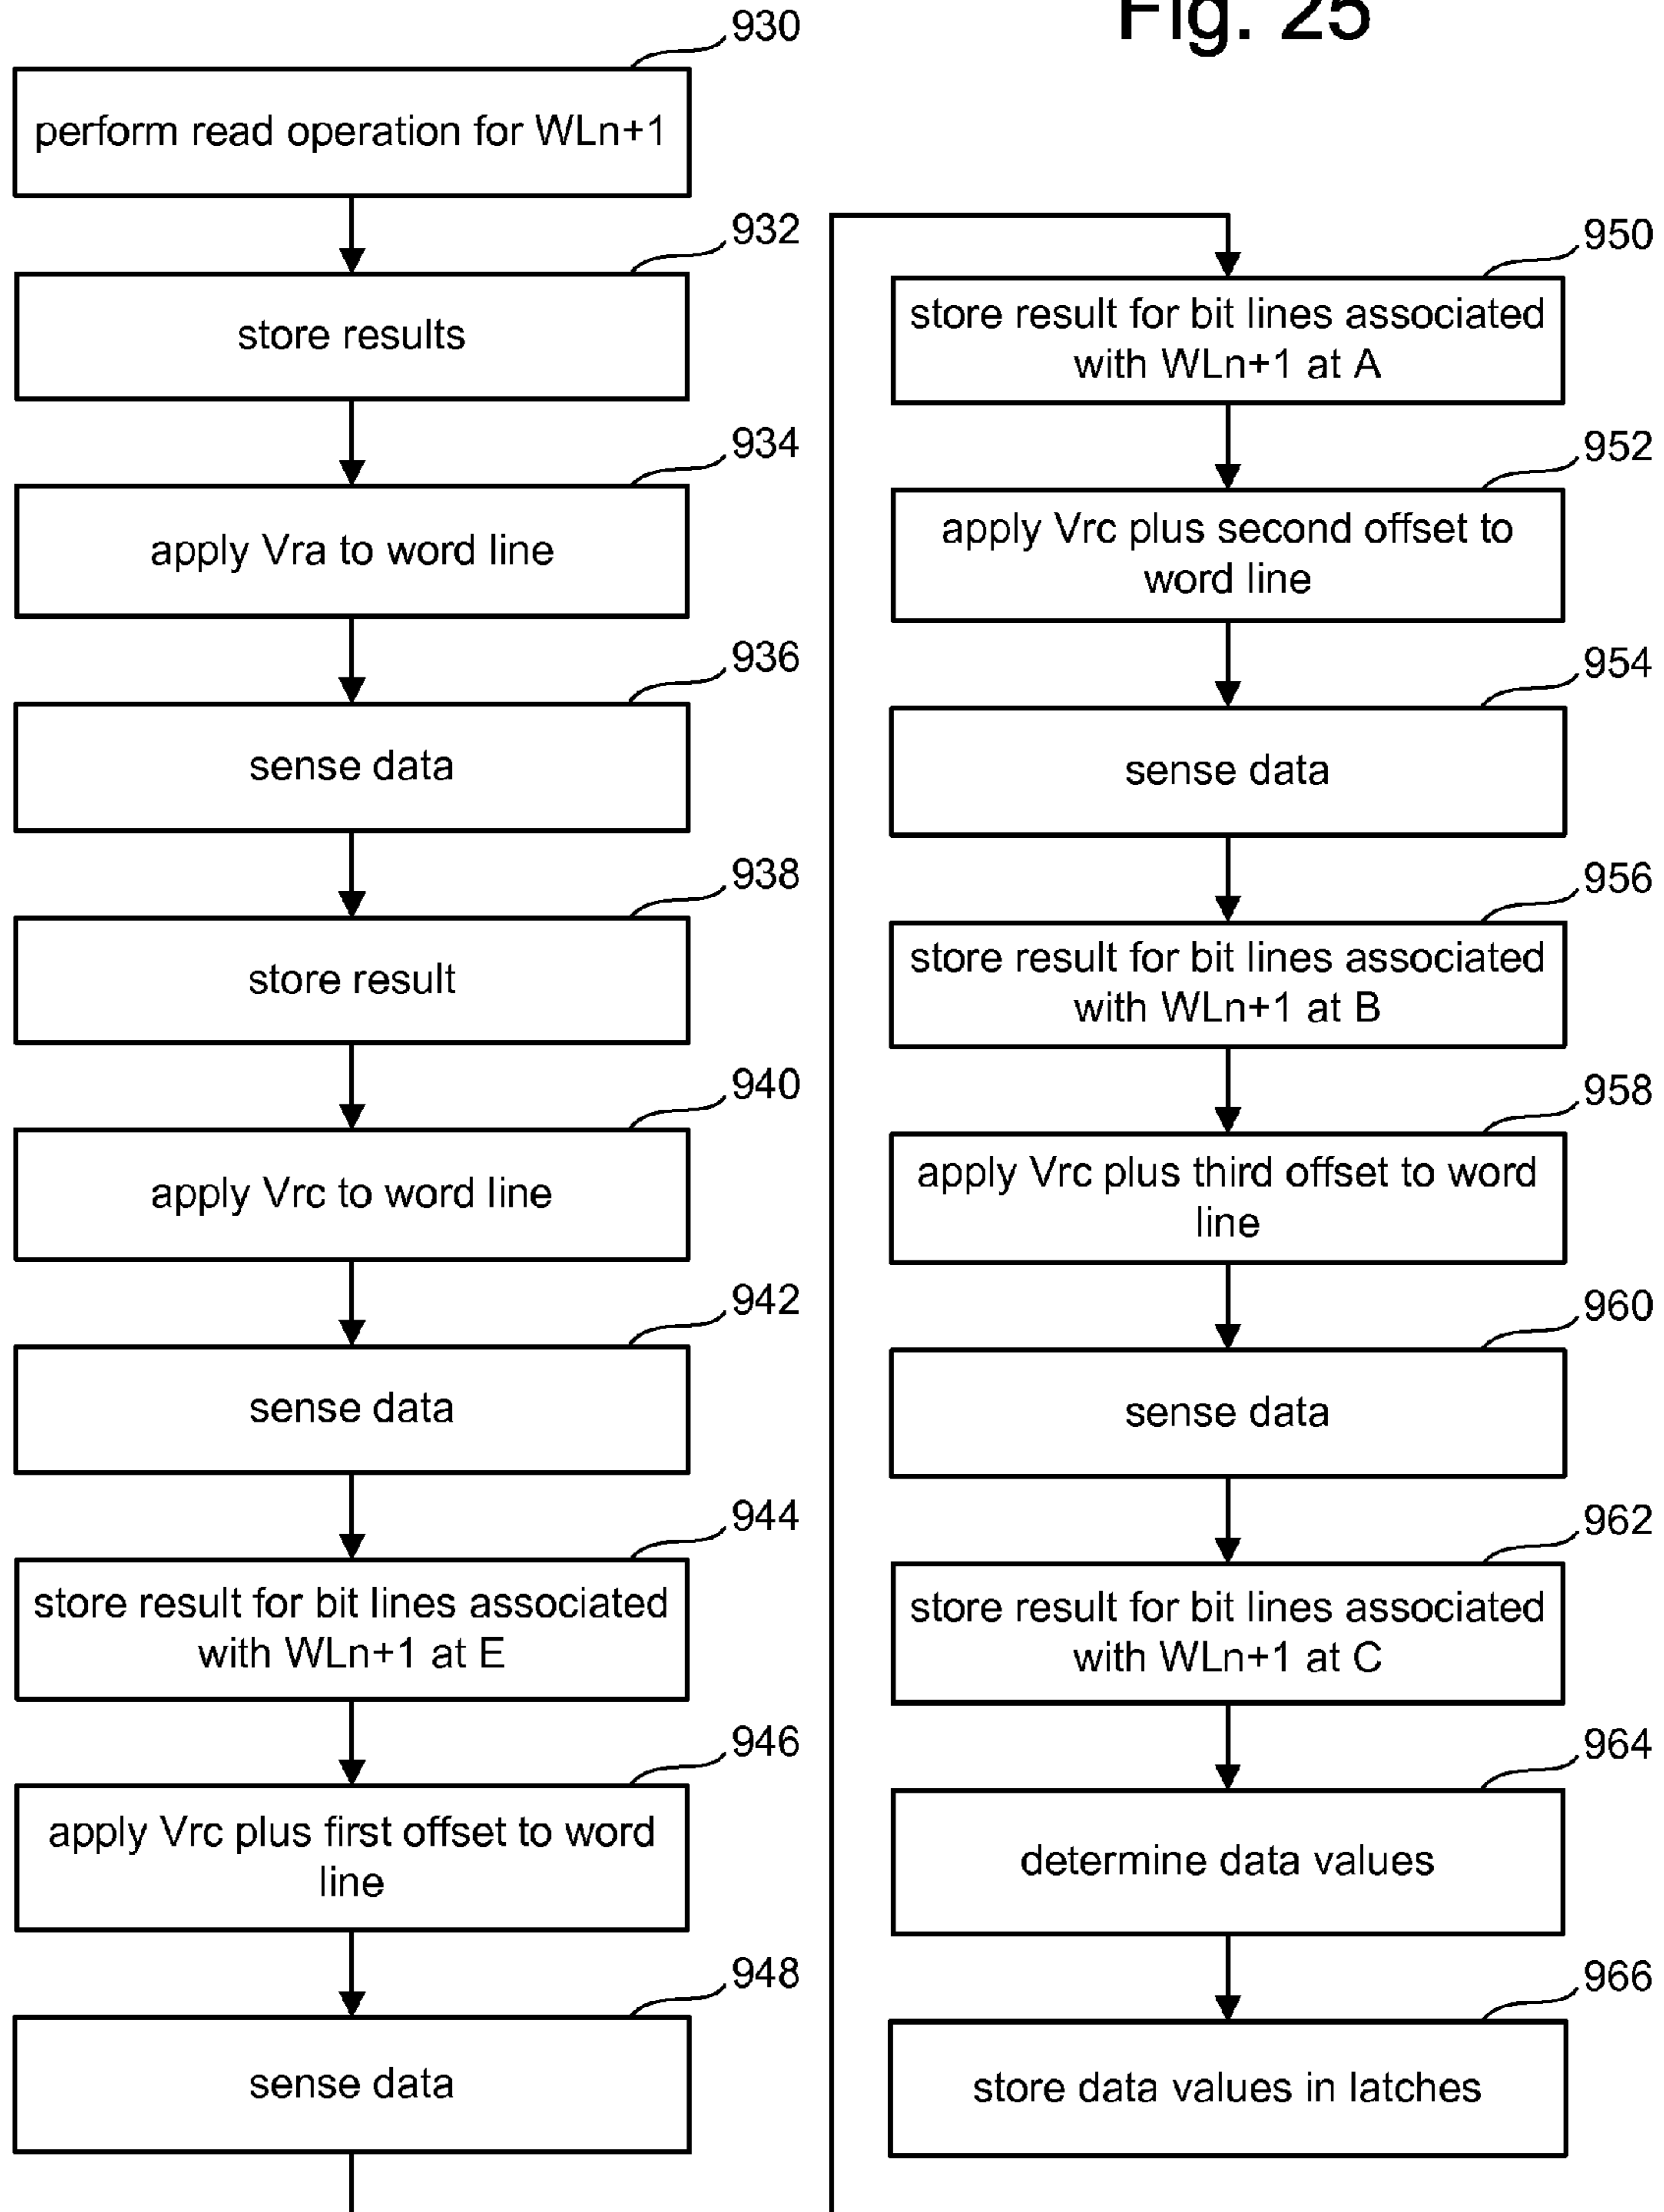 Fig. 25
930
perform read operation for WLn+1
932
store results
934
apply Vra to word line
936
sense data
938
store result
940
apply Vrc to word line
942
sense data
944
store result for bit lines associated
with WLn+1 at E
946
apply Vrc plus first offset to word
line
948
sense data
950
store result for bit lines associated
with WLn+1 at A
952
apply Vrc plus second offset to
word line
954
sense data
956
store result for bit lines associated
with WLn+1 at B
958
apply Vrc plus third offset to word
line
960
sense data
962
store result for bit lines associated
with WLn+1 at C
964
determine data values
966
store data values in latches